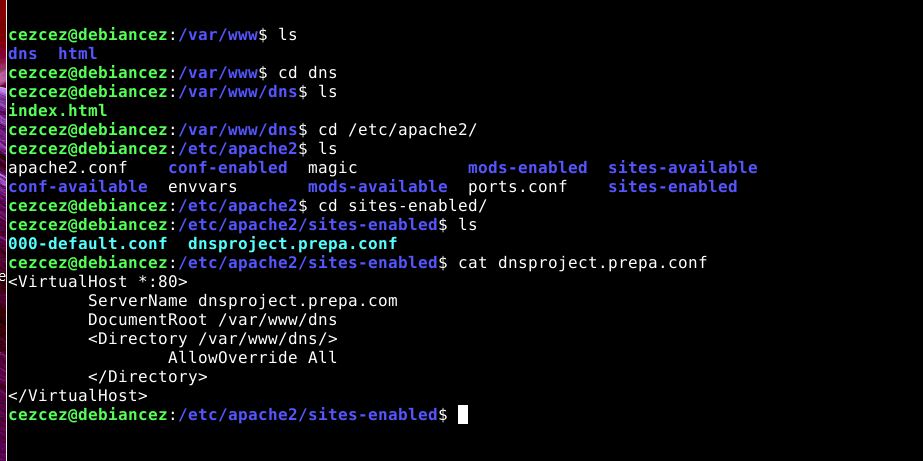 cezcez@debiancez:/var/www$ ls
dns  html
cezcez@debiancez:/var/www$ cd dns
cezcez@debiancez:/var/www/dns$ ls
index.html
cezcez@debiancez:/var/www/dns$ cd /etc/apache2/
cezcez@debiancez:/etc/apache2$ ls
apache2.conf    conf-enabled  magic           mods-enabled  sites-available
conf-available  envvars       mods-available  ports.conf    sites-enabled
cezcez@debiancez:/etc/apache2$ cd sites-enabled/
cezcez@debiancez:/etc/apache2/sites-enabled$ ls
000-default.conf  dnsproject.prepa.conf
cezcez@debiancez:/etc/apache2/sites-enabled$ cat dnsproject.prepa.conf
<VirtualHost *:80>
        ServerName dnsproject.prepa.com
        DocumentRoot /var/www/dns
        <Directory /var/www/dns/>
                AllowOverride All
        </Directory>
</VirtualHost>
cezcez@debiancez:/etc/apache2/sites-enabled$